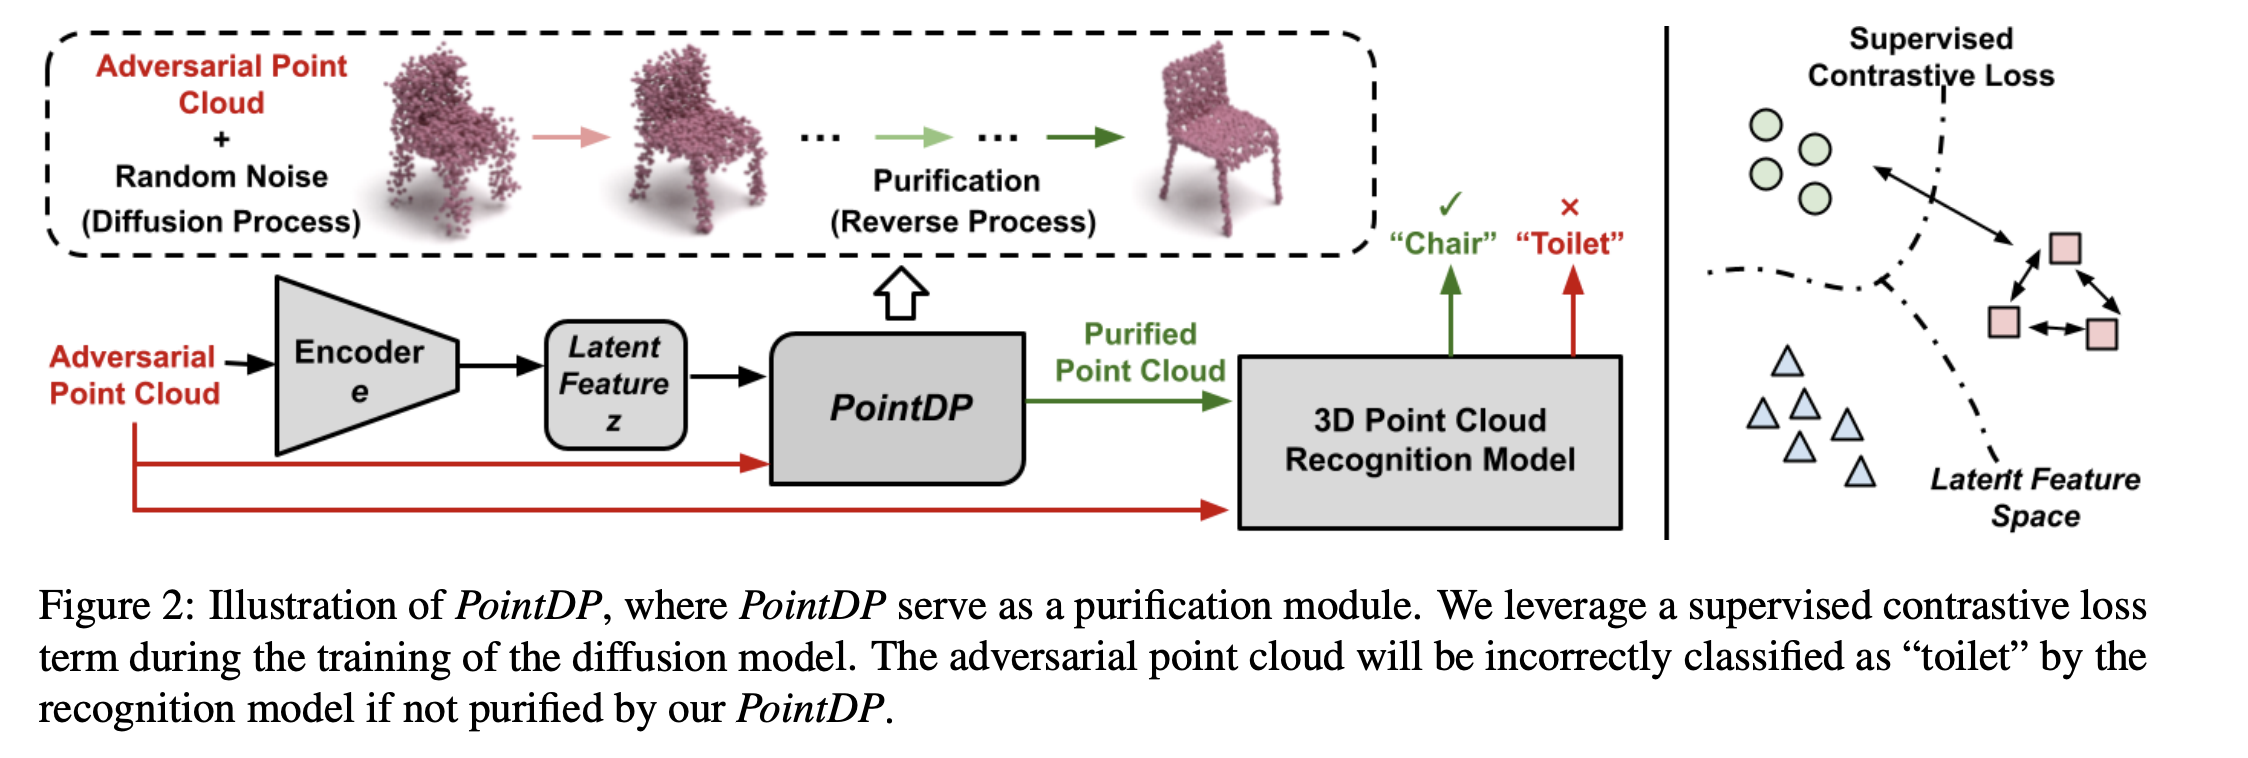 Adversarial Point
Cloud
+
Random Noise
(Diffusion Process)
...
...
Purification
(Reverse Process)
✓
×
“Chair”
“Toilet”
Adversarial
Point Cloud
Encoder
e
Latent
Feature
z
PointDP
Purified
Point Cloud
3D Point Cloud
Recognition Model
Supervised
Contrastive Loss
Latent Feature
Space
Figure 2: Illustration of PointDP, where PointDP serve as a purification module. We leverage a supervised contrastive loss
term during the training of the diffusion model. The adversarial point cloud will be incorrectly classified as “toilet” by the
recognition model if not purified by our PointDP.